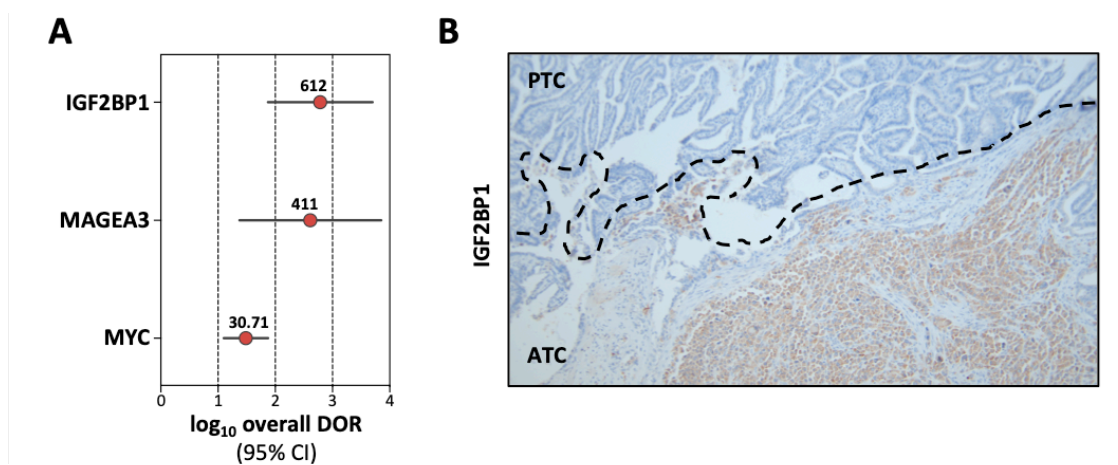 A
IGF2BP1
612
MAGEA3
411
MYC
30.71
0 1 2 3 4
log₁₀ overall DOR
(95% CI)
B
IGF2BP1
PTC
ATC